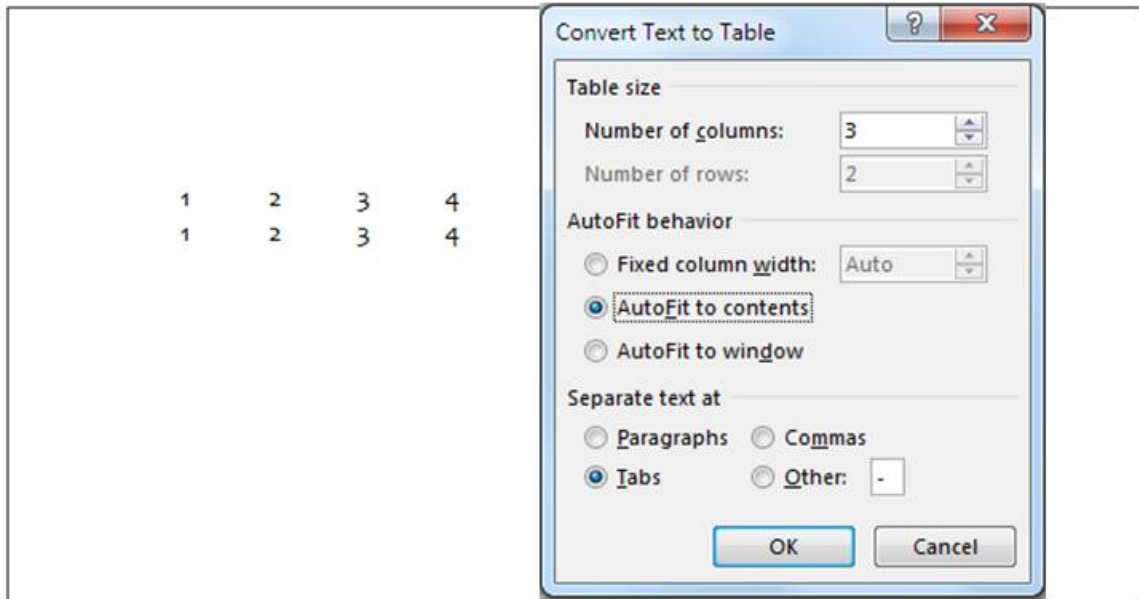 Convert Text to Table
?
X
Table size
Number of columns: 3
Number of rows: 2
1 2 3 4
1 2 3 4
AutoFit behavior
Fixed column width: Auto
AutoFit to contents
AutoFit to window
Separate text at
Paragraphs Commas
Tabs Other: -
OK Cancel